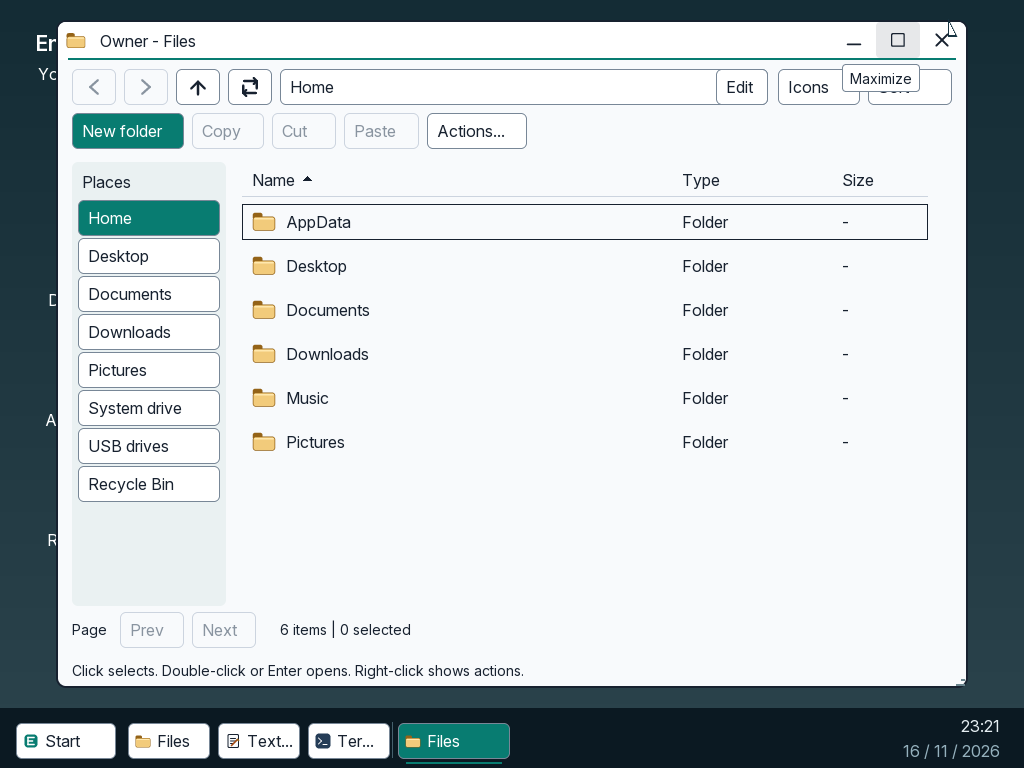 En
Owner - Files
Yo
Maximize
Home
Edit
Icons
New folder
Copy
Cut
Paste
Actions...
Places
Name
Type
Size
Home
AppData
Folder
-
Desktop
Desktop
Folder
-
Documents
Documents
Folder
-
D
Downloads
Downloads
Folder
-
Pictures
Music
Folder
-
System drive
A
USB drives
Pictures
Folder
-
Recycle Bin
R
Page
Prev
Next
6 items | 0 selected
Click selects. Double-click or Enter opens. Right-click shows actions.
Start
Files
Text...
Ter...
Files
23:21
16 / 11 / 2026